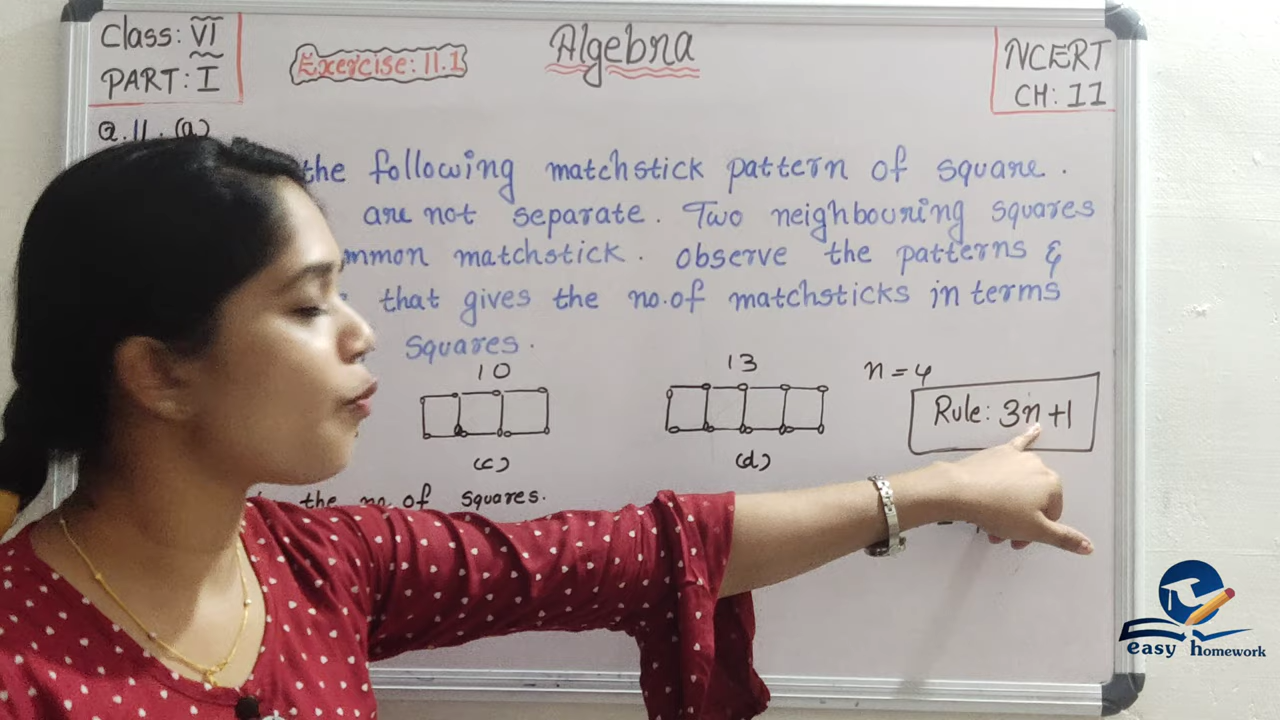 Class: VI
PART: I
Exercise: 11.1
Algebra
NCERT
CH: 11
Q.11. (a)
the following matchstick pattern of square.
are not separate. Two neighbouring squares
mmon matchstick. Observe the patterns &
that gives the no.of matchsticks in terms
squares.
10
13
n = 4
Rule: 3n+1
(c)
(d)
the no. of squares.
easy homework